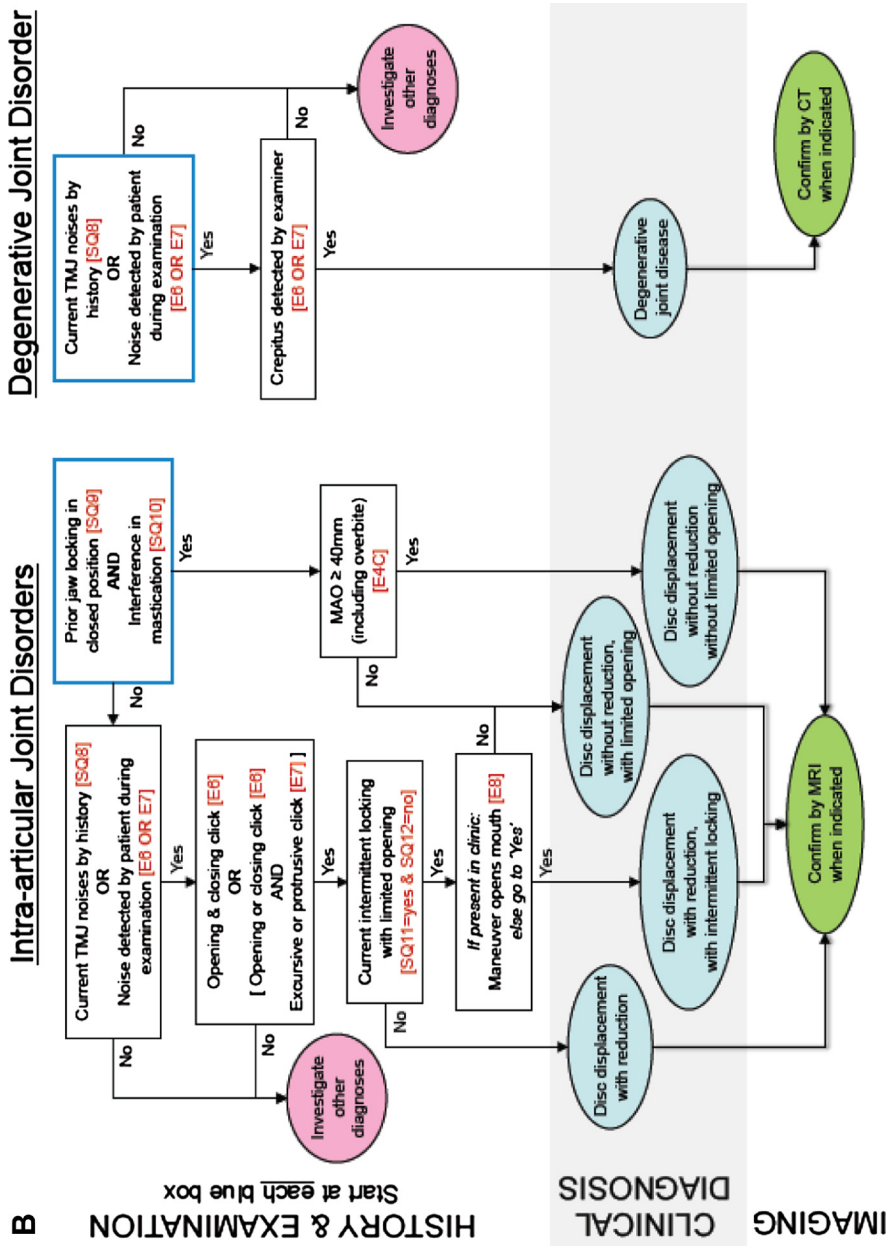 B
Intra-articular Joint Disorders
Degenerative Joint Disorder
HISTORY & EXAMINATION
Start at each blue box
Prior jaw locking in
closed position [SQ9]
AND
Interference in
mastication [SQ10]
No
Yes
Current TMJ noises by history [SQ8]
OR
Noise detected by patient during
examination [E6 OR E7]
No
Yes
Opening & closing click [E6]
OR
[ Opening or closing click [E6]
AND
Excursive or protrusive click [E7] ]
No
Yes
Investigate
other
diagnoses
Current intermittent locking
with limited opening
[SQ11=yes & SQ12=no]
No
Yes
If present in clinic:
Maneuver opens mouth [E8]
else go to 'Yes'
No
Yes
MAO ≥ 40mm
(including overbite)
[E4C]
No
Yes
Current TMJ noises by
history [SQ8]
OR
Noise detected by patient
during examination
[E6 OR E7]
No
Yes
Crepitus detected by examiner
[E6 OR E7]
No
Yes
Investigate
other
diagnoses
CLINICAL
DIAGNOSIS
Disc displacement
with reduction
Disc displacement
with reduction,
with intermittent locking
Disc displacement
without reduction,
with limited opening
Disc displacement
without reduction
without limited opening
Degenerative
joint disease
IMAGING
Confirm by MRI
when indicated
Confirm by CT
when indicated